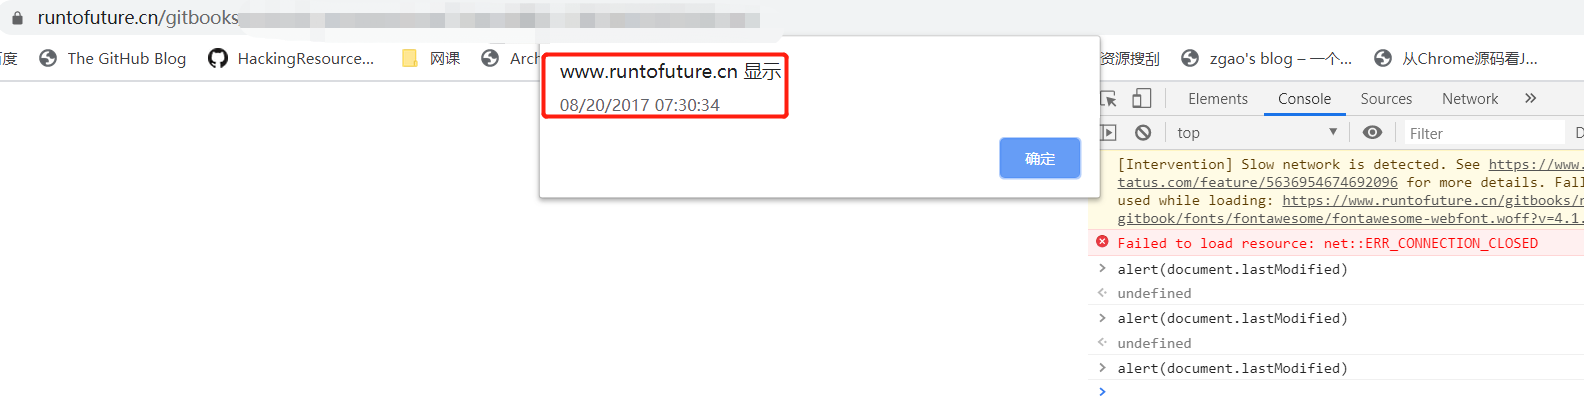 runtofuture.cn/gitbooks
百度 The GitHub Blog HackingResource... 网课 Arch 资源搜刮 zgao's blog – 一个... 从Chrome源码看J...
www.runtofuture.cn 显示
08/20/2017 07:30:34
确定
Elements Console Sources Network »
top ▼ Filter D
[Intervention] Slow network is detected. See https://www.
tatus.com/feature/5636954674692096 for more details. Fall
used while loading: https://www.runtofuture.cn/gitbooks/
gitbook/fonts/fontawesome/fontawesome-webfont.woff?v=4.1.
Failed to load resource: net::ERR_CONNECTION_CLOSED
> alert(document.lastModified)
undefined
> alert(document.lastModified)
undefined
> alert(document.lastModified)
>